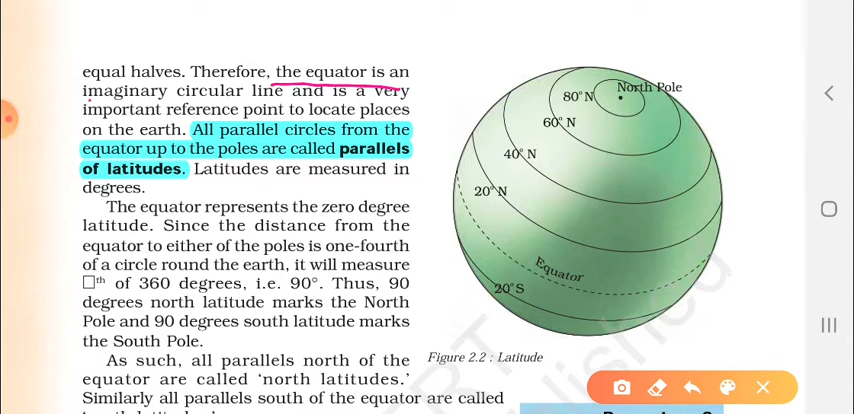 equal halves. Therefore, the equator is an
imaginary circular line and is a very
important reference point to locate places
on the earth. All parallel circles from the
equator up to the poles are called parallels
of latitudes. Latitudes are measured in
degrees.
The equator represents the zero degree
latitude. Since the distance from the
equator to either of the poles is one-fourth
of a circle round the earth, it will measure
□th of 360 degrees, i.e. 90°. Thus, 90
degrees north latitude marks the North
Pole and 90 degrees south latitude marks
the South Pole.
As such, all parallels north of the
equator are called ‘north latitudes.’
Similarly all parallels south of the equator are called
North Pole
80° N
60° N
40° N
20° N
Equator
20° S
Figure 2.2 : Latitude